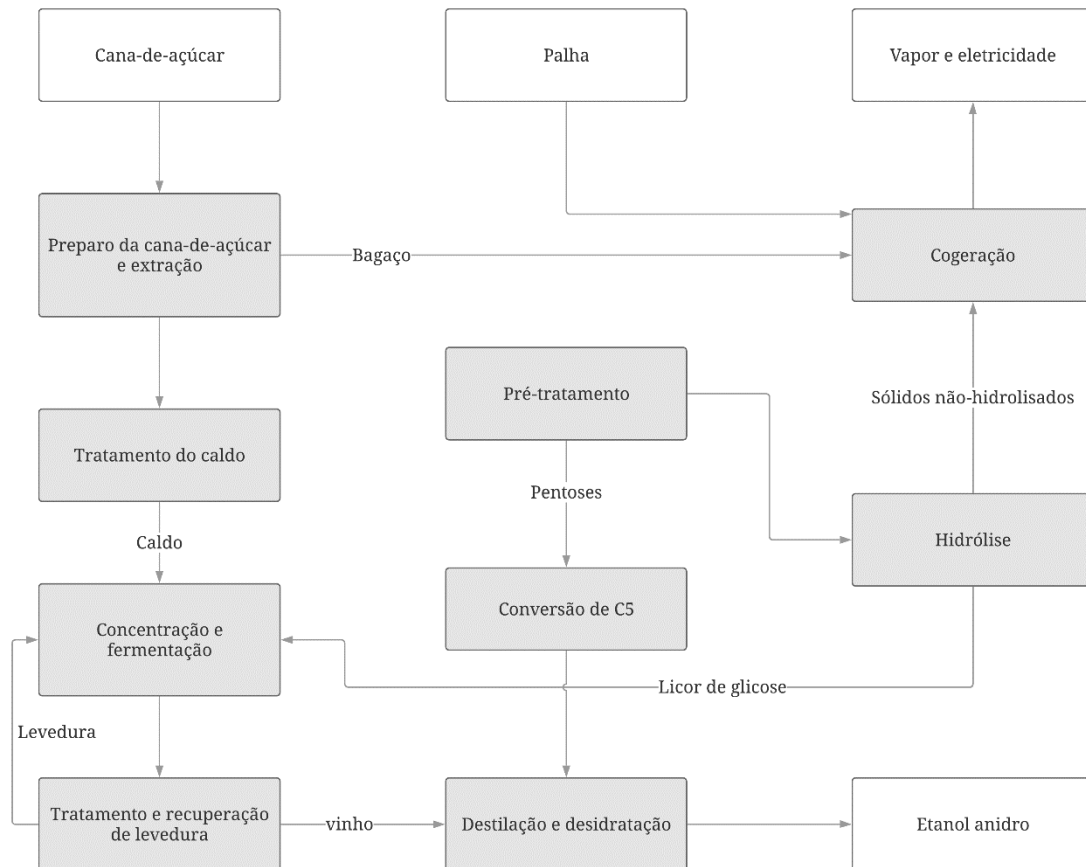 Cana-de-açúcar
Palha
Vapor e eletricidade
Preparo da cana-de-açúcar
e extração
Bagaço
Cogeração
Pré-tratamento
Sólidos não-hidrolisados
Tratamento do caldo
Pentoses
Caldo
Hidrólise
Conversão de C5
Concentração e
fermentação
Licor de glicose
Levedura
Tratamento e recuperação
de levedura
vinho
Destilação e desidratação
Etanol anidro